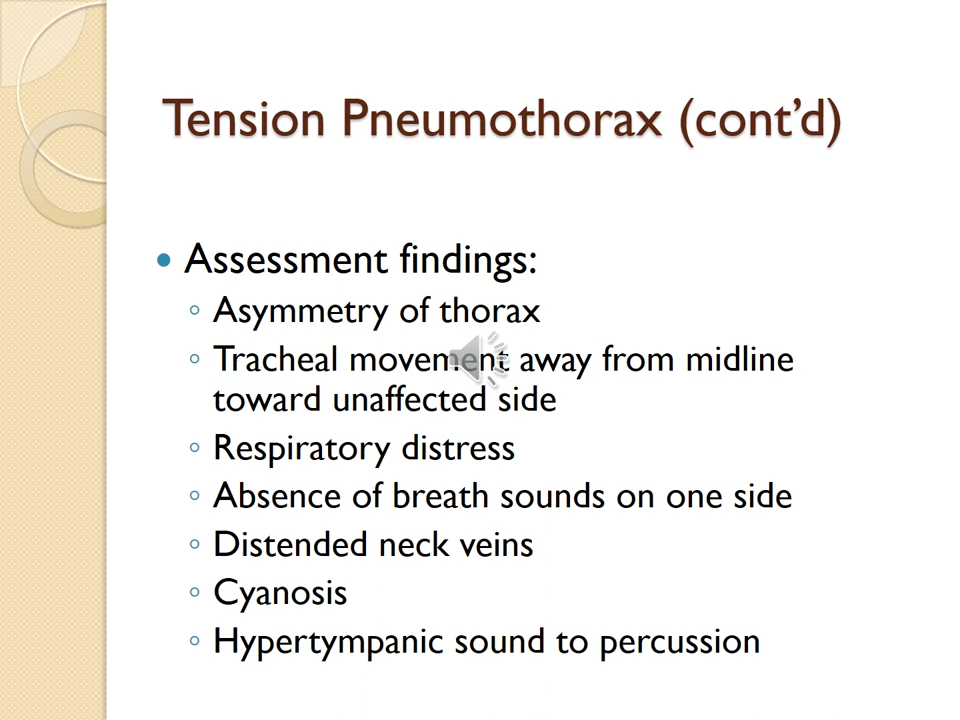 Tension Pneumothorax (cont’d)
• Assessment findings:
◦ Asymmetry of thorax
◦ Tracheal movement away from midline
toward unaffected side
◦ Respiratory distress
◦ Absence of breath sounds on one side
◦ Distended neck veins
◦ Cyanosis
◦ Hypertympanic sound to percussion